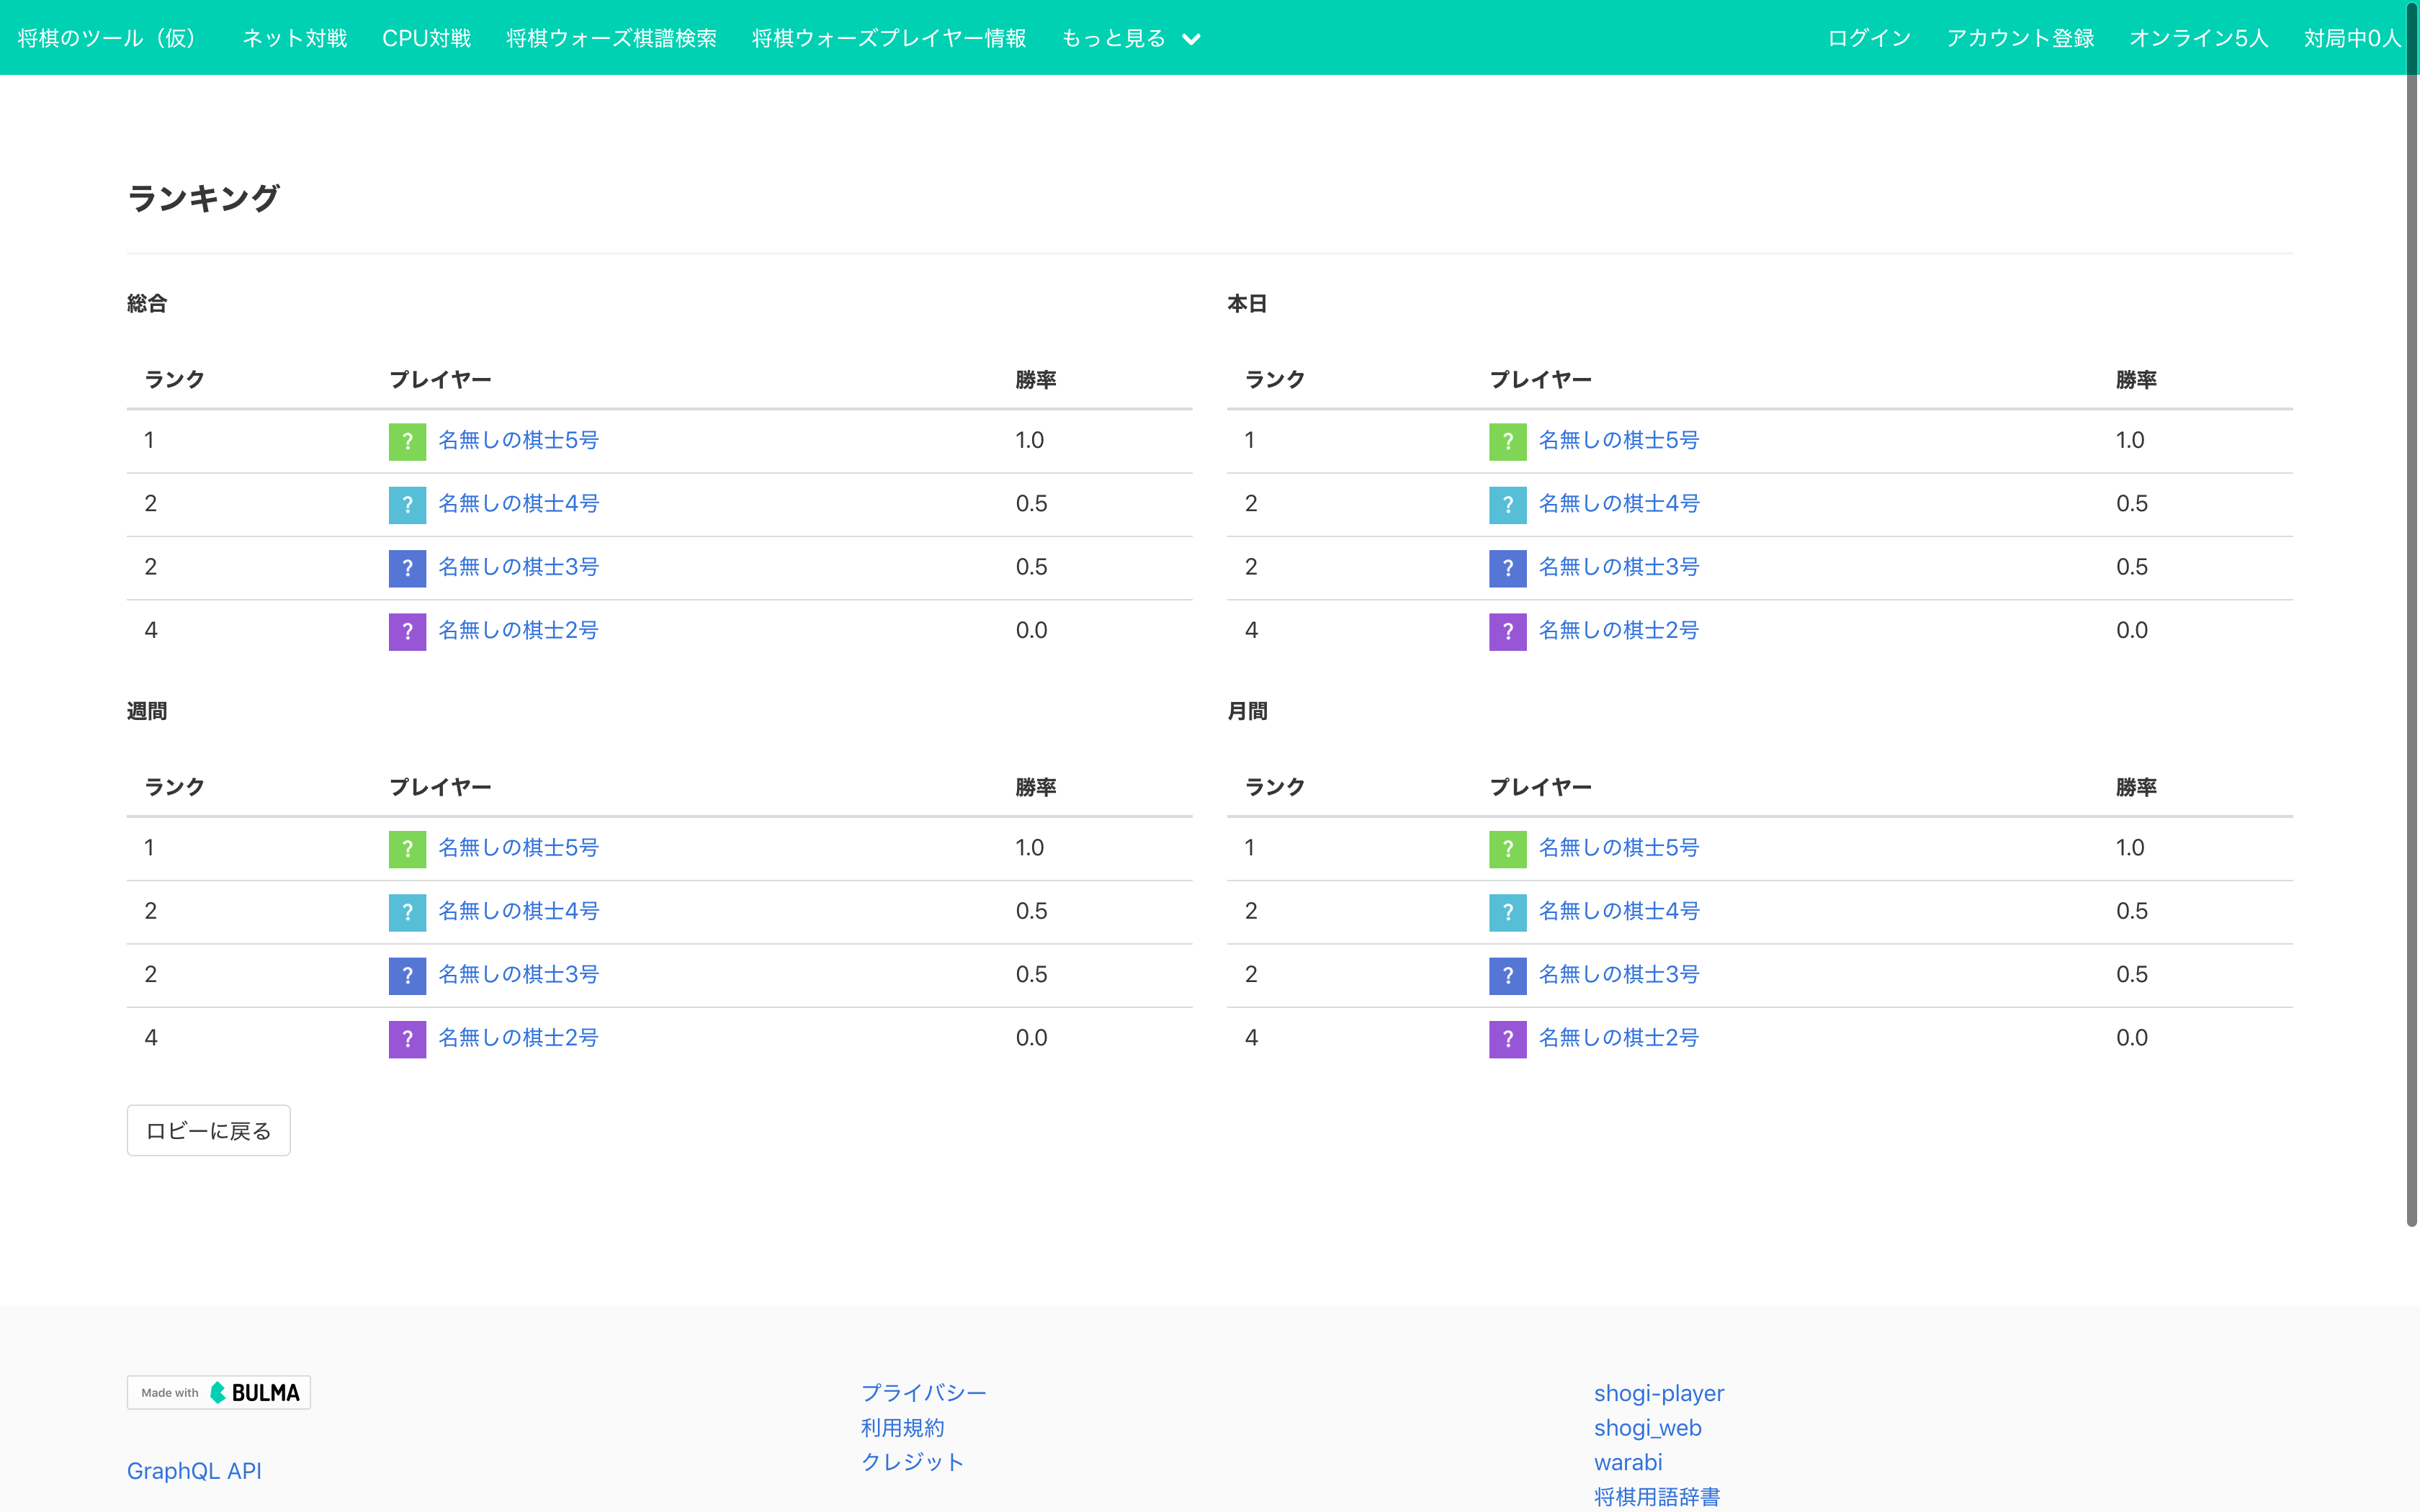 将棋のツール（仮） ネット対戦 CPU対戦 将棋ウォーズ棋譜検索 将棋ウォーズプレイヤー情報 もっと見る ログイン アカウント登録 オンライン5人 対局中0人
ランキング
総合
ランク プレイヤー 勝率
1 ? 名無しの棋士5号 1.0
2 ? 名無しの棋士4号 0.5
2 ? 名無しの棋士3号 0.5
4 ? 名無しの棋士2号 0.0
本日
ランク プレイヤー 勝率
1 ? 名無しの棋士5号 1.0
2 ? 名無しの棋士4号 0.5
2 ? 名無しの棋士3号 0.5
4 ? 名無しの棋士2号 0.0
週間
ランク プレイヤー 勝率
1 ? 名無しの棋士5号 1.0
2 ? 名無しの棋士4号 0.5
2 ? 名無しの棋士3号 0.5
4 ? 名無しの棋士2号 0.0
月間
ランク プレイヤー 勝率
1 ? 名無しの棋士5号 1.0
2 ? 名無しの棋士4号 0.5
2 ? 名無しの棋士3号 0.5
4 ? 名無しの棋士2号 0.0
ロビーに戻る
Made with BULMA
GraphQL API
プライバシー
利用規約
クレジット
shogi-player
shogi_web
warabi
将棋用語辞書